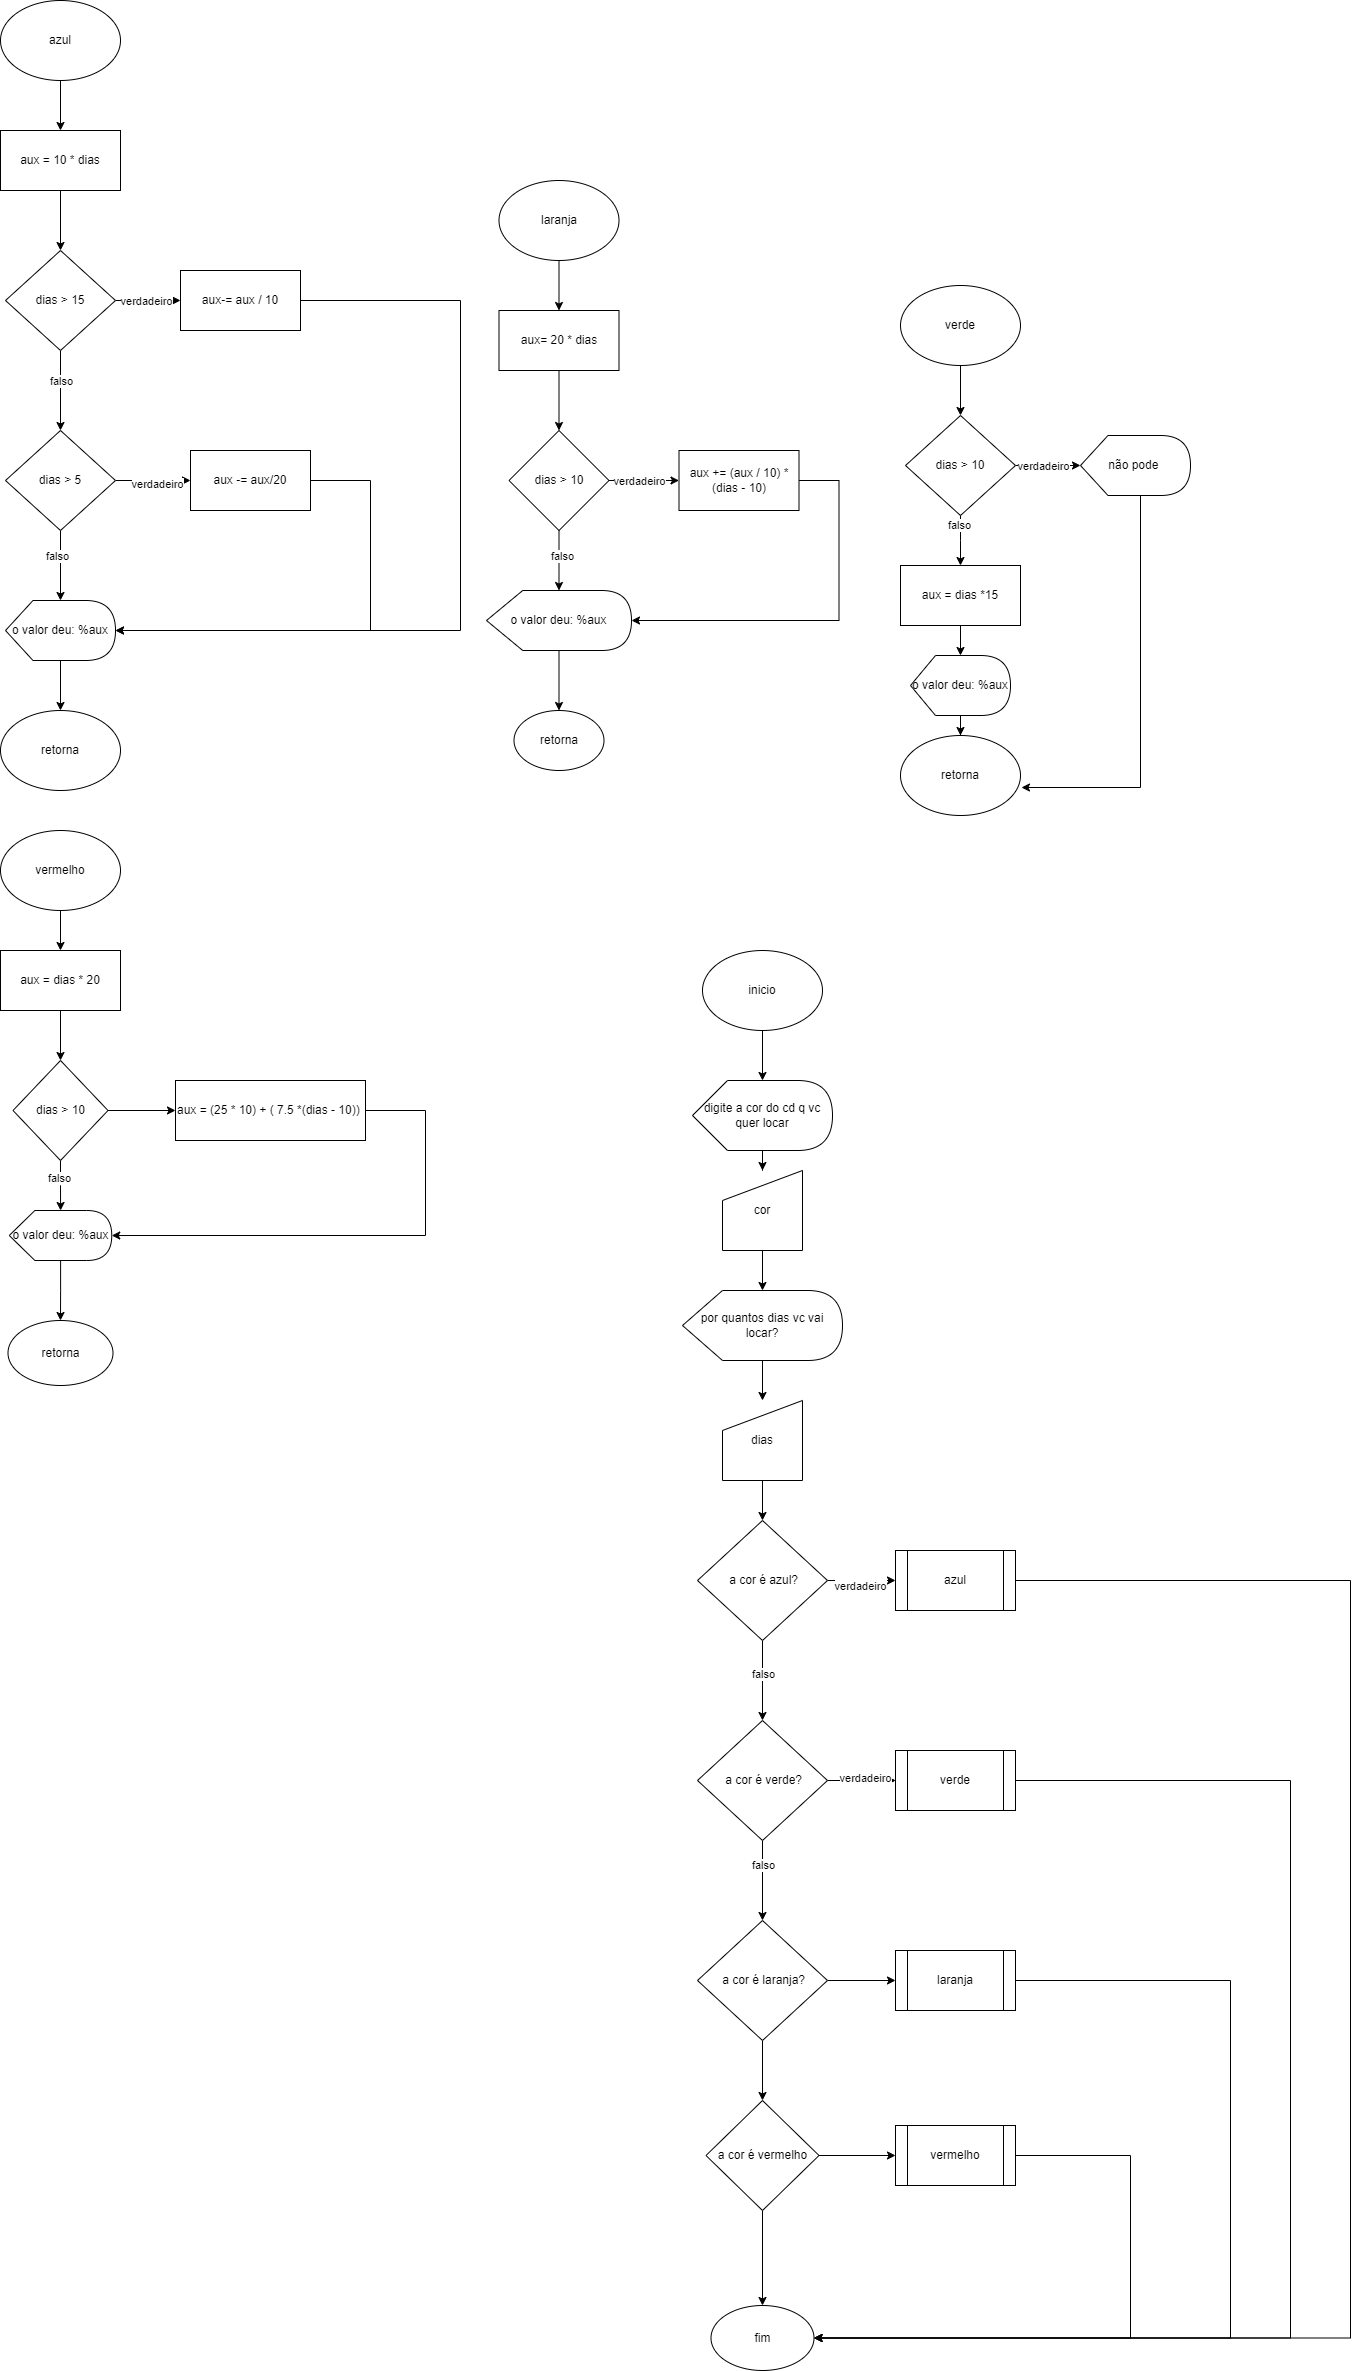 azul
aux = 10 * dias
dias > 15
verdadeiro
aux-= aux / 10
falso
dias > 5
verdadeiro
aux -= aux/20
falso
o valor deu: %aux
retorna
laranja
aux= 20 * dias
dias > 10
verdadeiro
aux += (aux / 10) *
(dias - 10)
falso
o valor deu: %aux
retorna
verde
dias > 10
verdadeiro
não pode
falso
aux = dias *15
o valor deu: %aux
retorna
vermelho
aux = dias * 20
dias > 10
aux = (25 * 10) + ( 7.5 *(dias - 10))
falso
o valor deu: %aux
retorna
inicio
digite a cor do cd q vc
quer locar
cor
por quantos dias vc vai
locar?
dias
a cor é azul?
verdadeiro
azul
falso
a cor é verde?
verdadeiro
verde
falso
a cor é laranja?
laranja
a cor é vermelho
vermelho
fim